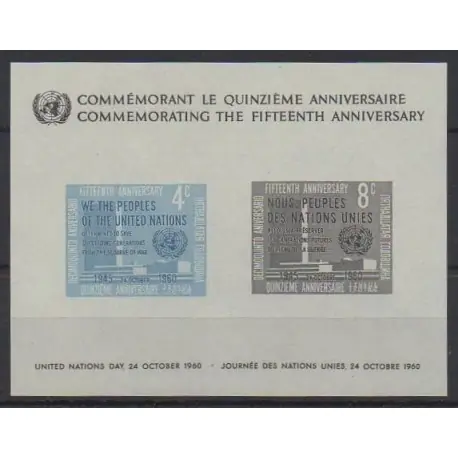 COMMÉMORANT LE QUINZIÈME ANNIVERSAIRE
COMMEMORATING THE FIFTEENTH ANNIVERSARY
FIFTEENTH ANNIVERSARY
4c
WE THE PEOPLES
OF THE UNITED NATIONS
1945 1960
QUINZIÈME ANNIVERSAIRE
FIFTEENTH ANNIVERSARY
8c
NOUS PEUPLES
DES NATIONS UNIES
1945 1960
QUINZIÈME ANNIVERSAIRE
UNITED NATIONS DAY, 24 OCTOBER 1960 · JOURNÉE DES NATIONS UNIES, 24 OCTOBRE 1960